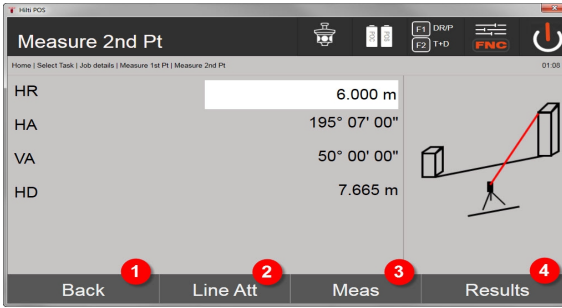 Hilti POS
Measure 2nd Pt
POC
POS
F1 DR/P
F2 T+D
FNC
Home | Select Task | Job details | Measure 1st Pt | Measure 2nd Pt
01:08
HR 6.000 m
HA 195° 07' 00"
VA 50° 00' 00"
HD 7.665 m
1 2 3 4
Back Line Att Meas Results